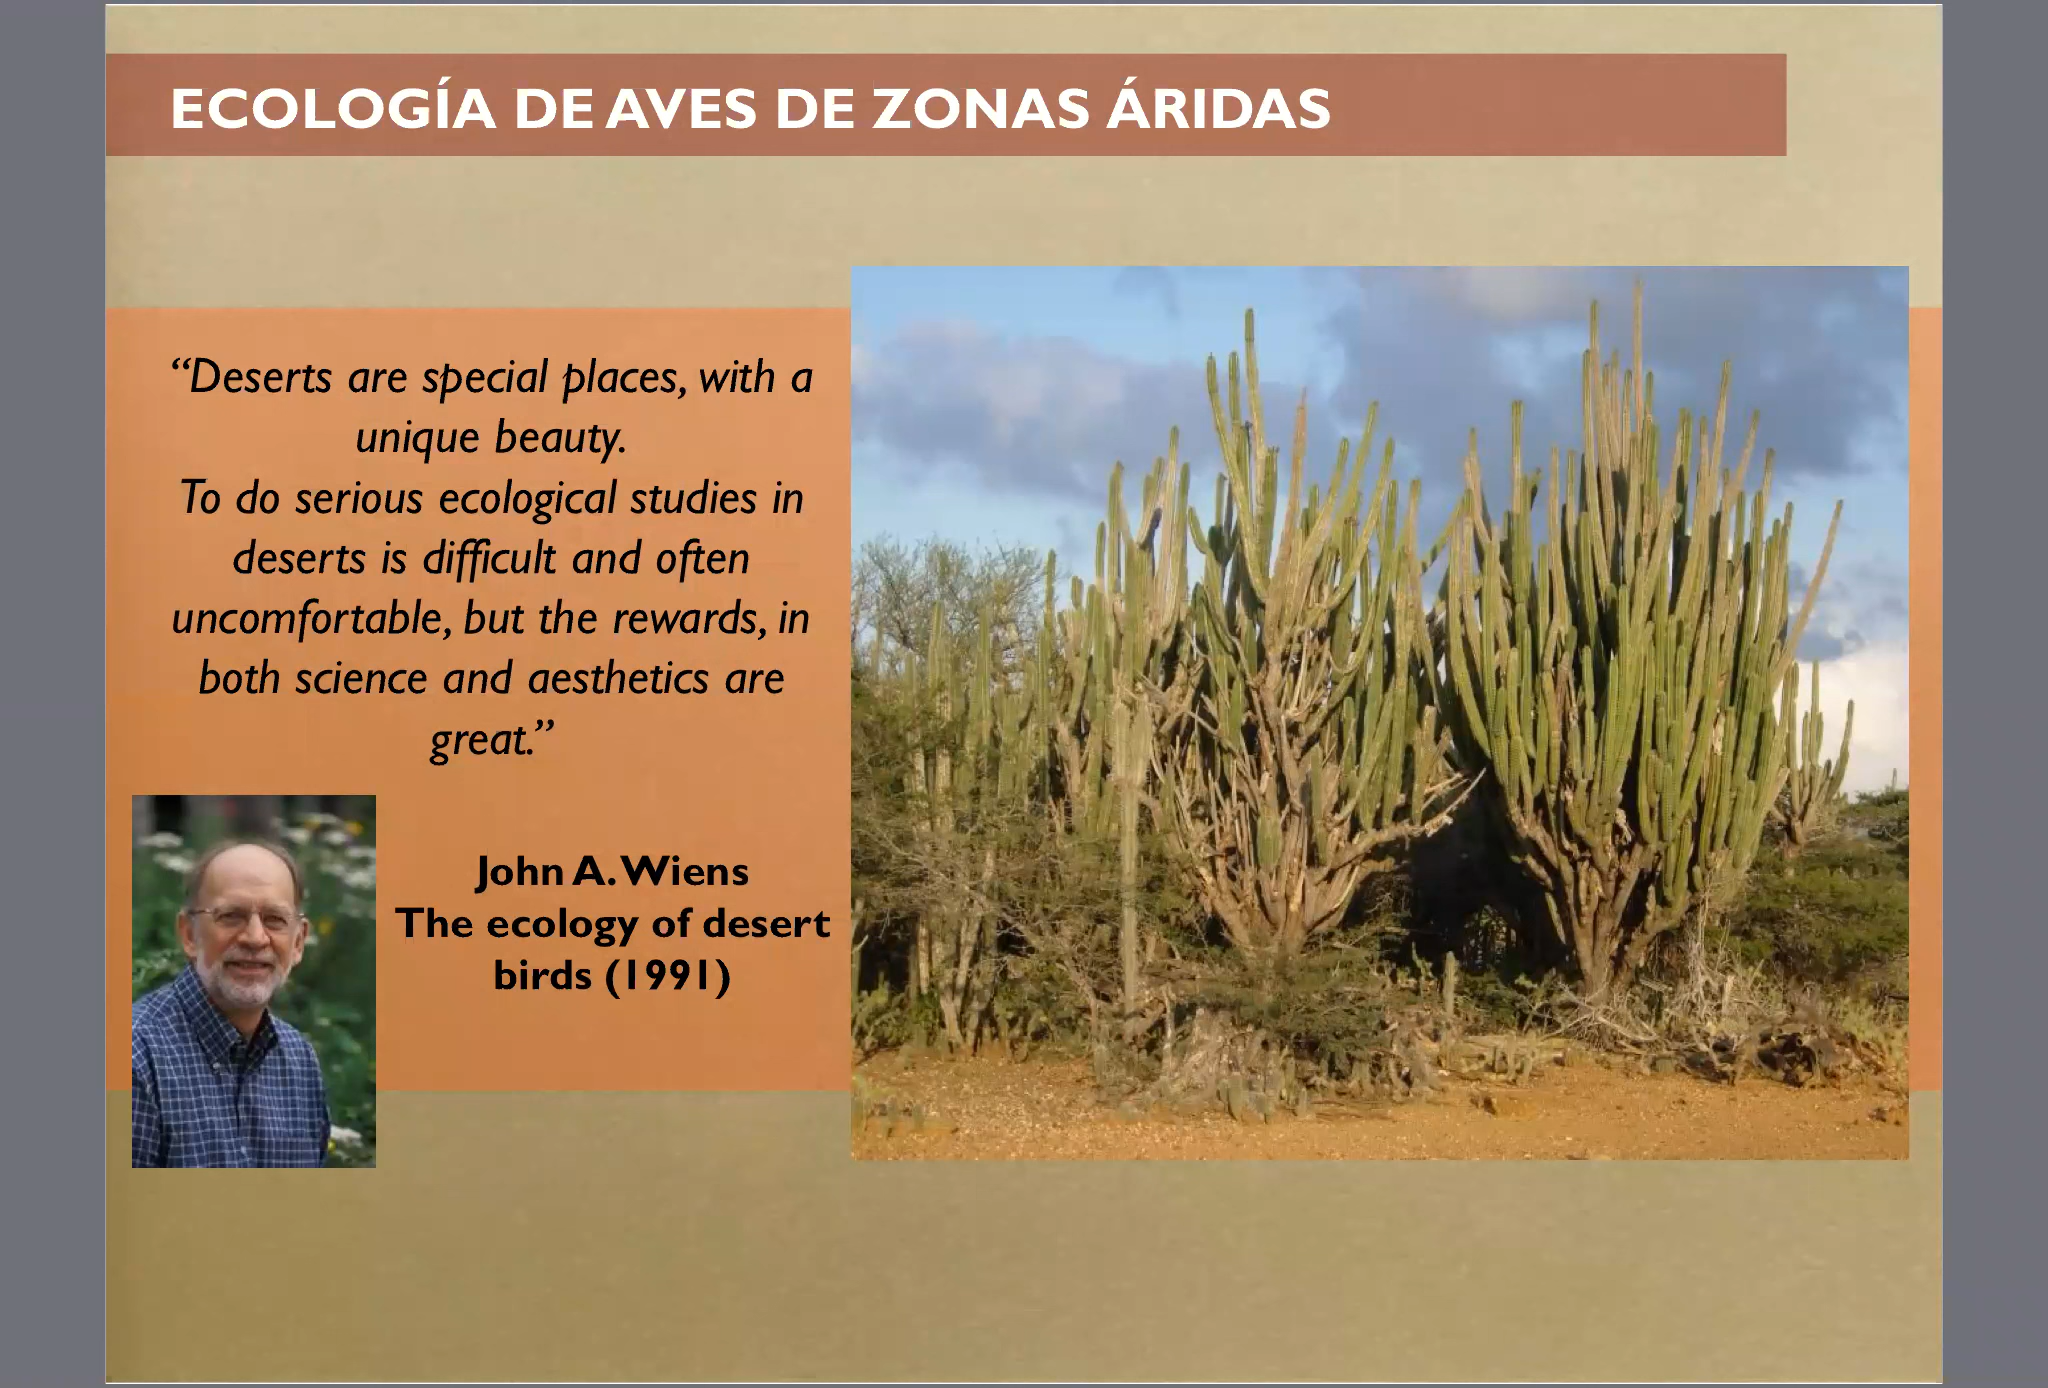 ECOLOGÍA DE AVES DE ZONAS ÁRIDAS
“Deserts are special places, with a
unique beauty.
To do serious ecological studies in
deserts is difficult and often
uncomfortable, but the rewards, in
both science and aesthetics are
great.”
John A. Wiens
The ecology of desert
birds (1991)